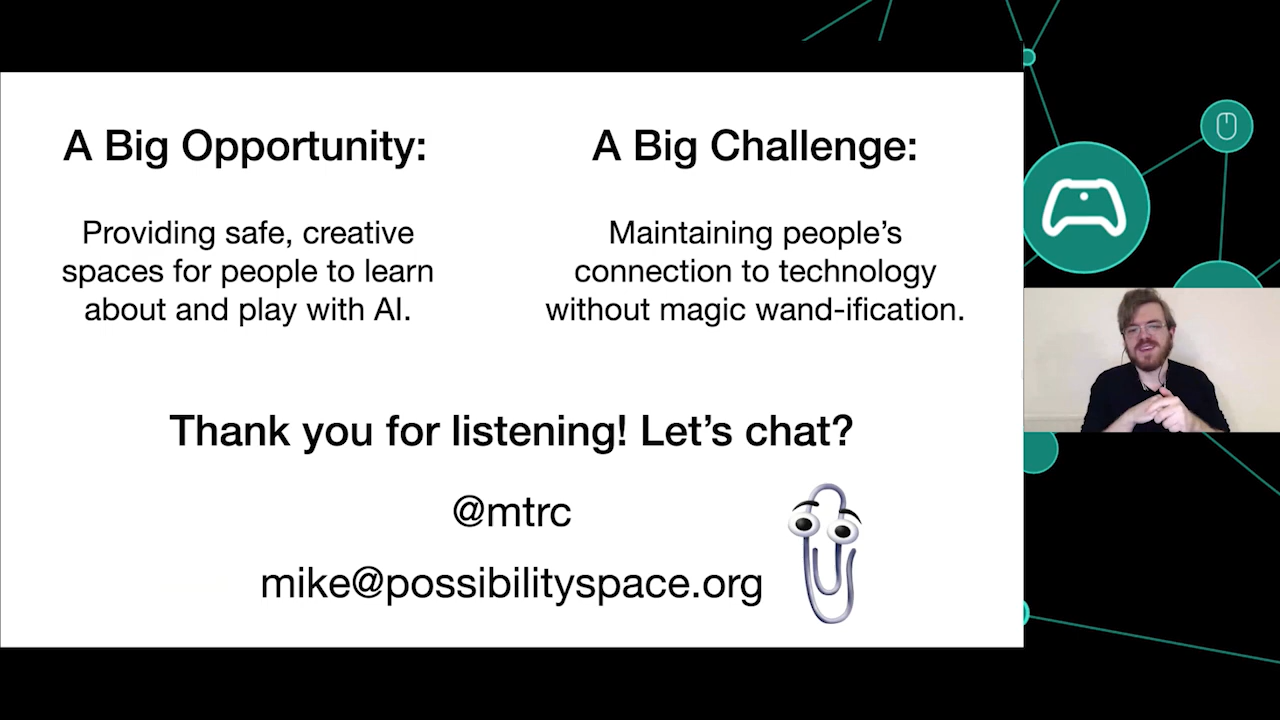 A Big Opportunity:
Providing safe, creative
spaces for people to learn
about and play with AI.
A Big Challenge:
Maintaining people’s
connection to technology
without magic wand-ification.
Thank you for listening! Let’s chat?
@mtrc
mike@possibilityspace.org